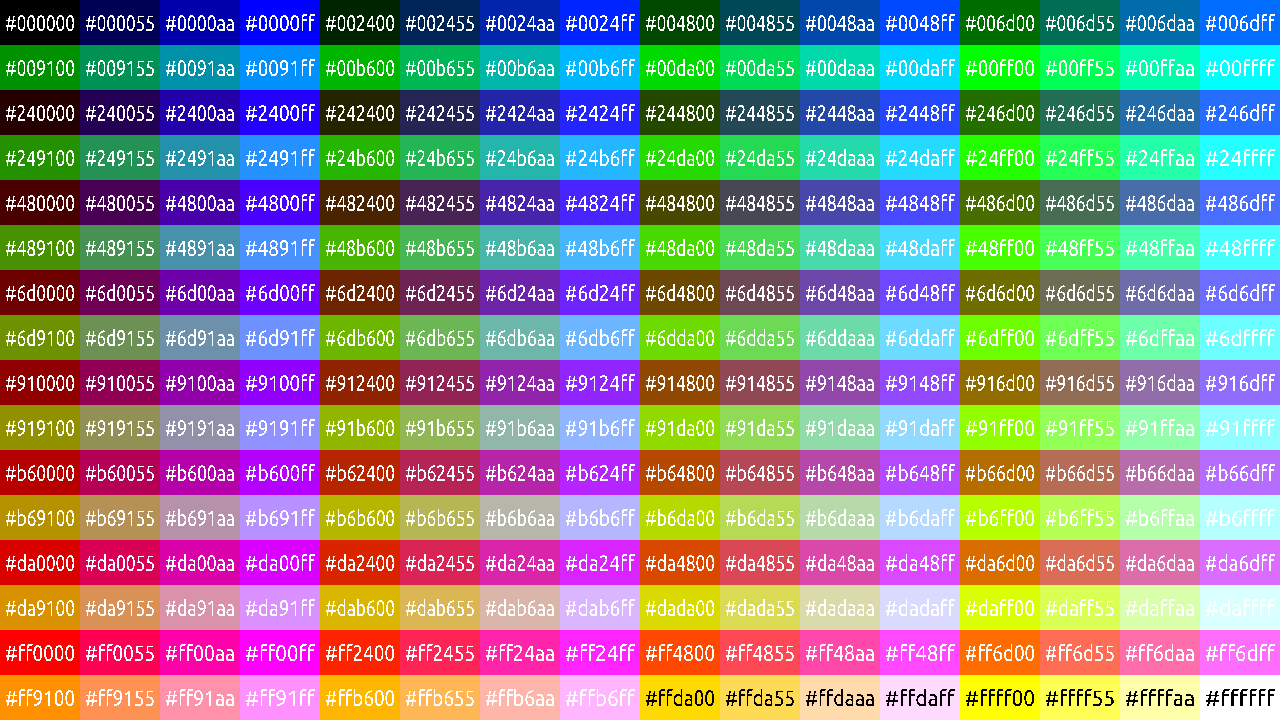 #000000 #000055 #0000aa #0000ff #002400 #002455 #0024aa #0024ff #004800 #004855 #0048aa #0048ff #006d00 #006d55 #006daa #006dff
#009100 #009155 #0091aa #0091ff #00b600 #00b655 #00b6aa #00b6ff #00da00 #00da55 #00daaa #00daff #00ff00 #00ff55 #00ffaa #00ffff
#240000 #240055 #2400aa #2400ff #242400 #242455 #2424aa #2424ff #244800 #244855 #2448aa #2448ff #246d00 #246d55 #246daa #246dff
#249100 #249155 #2491aa #2491ff #24b600 #24b655 #24b6aa #24b6ff #24da00 #24da55 #24daaa #24daff #24ff00 #24ff55 #24ffaa #24ffff
#480000 #480055 #4800aa #4800ff #482400 #482455 #4824aa #4824ff #484800 #484855 #4848aa #4848ff #486d00 #486d55 #486daa #486dff
#489100 #489155 #4891aa #4891ff #48b600 #48b655 #48b6aa #48b6ff #48da00 #48da55 #48daaa #48daff #48ff00 #48ff55 #48ffaa #48ffff
#6d0000 #6d0055 #6d00aa #6d00ff #6d2400 #6d2455 #6d24aa #6d24ff #6d4800 #6d4855 #6d48aa #6d48ff #6d6d00 #6d6d55 #6d6daa #6d6dff
#6d9100 #6d9155 #6d91aa #6d91ff #6db600 #6db655 #6db6aa #6db6ff #6dda00 #6dda55 #6ddaaa #6ddaff #6dff00 #6dff55 #6dffaa #6dffff
#910000 #910055 #9100aa #9100ff #912400 #912455 #9124aa #9124ff #914800 #914855 #9148aa #9148ff #916d00 #916d55 #916daa #916dff
#919100 #919155 #9191aa #9191ff #91b600 #91b655 #91b6aa #91b6ff #91da00 #91da55 #91daaa #91daff #91ff00 #91ff55 #91ffaa #91ffff
#b60000 #b60055 #b600aa #b600ff #b62400 #b62455 #b624aa #b624ff #b64800 #b64855 #b648aa #b648ff #b66d00 #b66d55 #b66daa #b66dff
#b69100 #b69155 #b691aa #b691ff #b6b600 #b6b655 #b6b6aa #b6b6ff #b6da00 #b6da55 #b6daaa #b6daff #b6ff00 #b6ff55 #b6ffaa #b6ffff
#da0000 #da0055 #da00aa #da00ff #da2400 #da2455 #da24aa #da24ff #da4800 #da4855 #da48aa #da48ff #da6d00 #da6d55 #da6daa #da6dff
#da9100 #da9155 #da91aa #da91ff #dab600 #dab655 #dab6aa #dab6ff #dada00 #dada55 #dadaaa #dadaff #daff00 #daff55 #daffaa #daffff
#ff0000 #ff0055 #ff00aa #ff00ff #ff2400 #ff2455 #ff24aa #ff24ff #ff4800 #ff4855 #ff48aa #ff48ff #ff6d00 #ff6d55 #ff6daa #ff6dff
#ff9100 #ff9155 #ff91aa #ff91ff #ffb600 #ffb655 #ffb6aa #ffb6ff #ffda00 #ffda55 #ffdaaa #ffdaff #ffff00 #ffff55 #ffffaa #ffffff